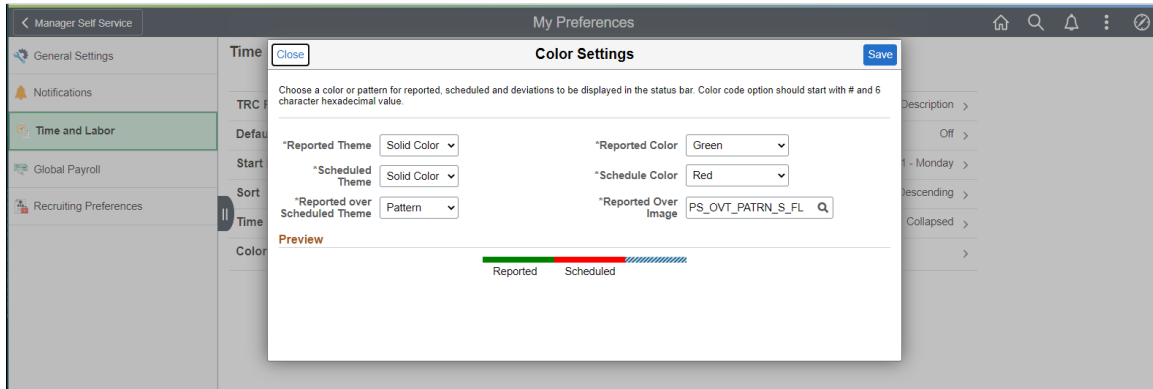 Manager Self Service
My Preferences
General Settings
Notifications
Time and Labor
Global Payroll
Recruiting Preferences
Time
Close
Color Settings
Save
Choose a color or pattern for reported, scheduled and deviations to be displayed in the status bar. Color code option should start with # and 6
character hexadecimal value.
*Reported Theme Solid Color
*Reported Color Green
*Scheduled
Theme Solid Color
*Schedule Color Red
*Reported over
Scheduled Theme Pattern
*Reported Over
Image PS_OVT_PATRN_S_FL
Preview
Reported Scheduled
TRC
Description
Off
Start
1 - Monday
Sort
Descending
Time
Collapsed
Color